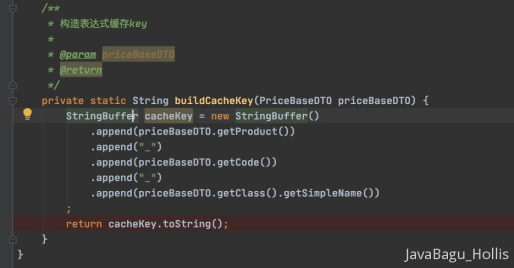 /**
 * 构造表达式缓存key
 *
 * @param priceBaseDTO
 * @return
 */
private static String buildCacheKey(PriceBaseDTO priceBaseDTO) {
    StringBuffer cacheKey = new StringBuffer()
        .append(priceBaseDTO.getProduct())
        .append("_")
        .append(priceBaseDTO.getCode())
        .append("_")
        .append(priceBaseDTO.getClass().getSimpleName())
    ;
    return cacheKey.toString();
}
}
JavaBagu_Hollis